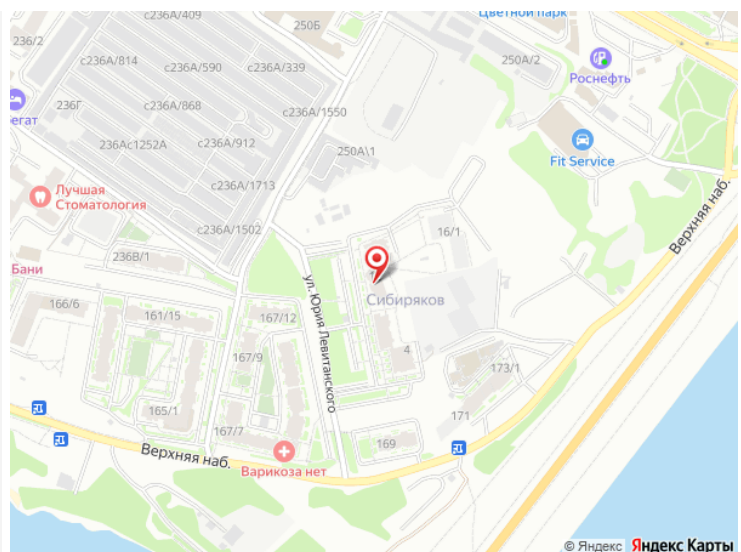 Цветной парк
с236А/409
236/2
250Б
с236А/814
250А/2
с236А/590
с236А/339
Роснефть
236Г
с236А/868
с236А/1550
236Ас1252А
с236А/912
250А\1
Fit Service
Лучшая
Стоматология
с236А/1713
с236А/1502
16/1
Верхняя наб.
236В/1
Бани
ул. Юрия Левитанского
Сибиряков
166/6
161/15
167/12
167/9
4
173/1
165/1
171
167/7
169
Верхняя наб.
Варикоза нет
© Яндекс Яндекс Карты